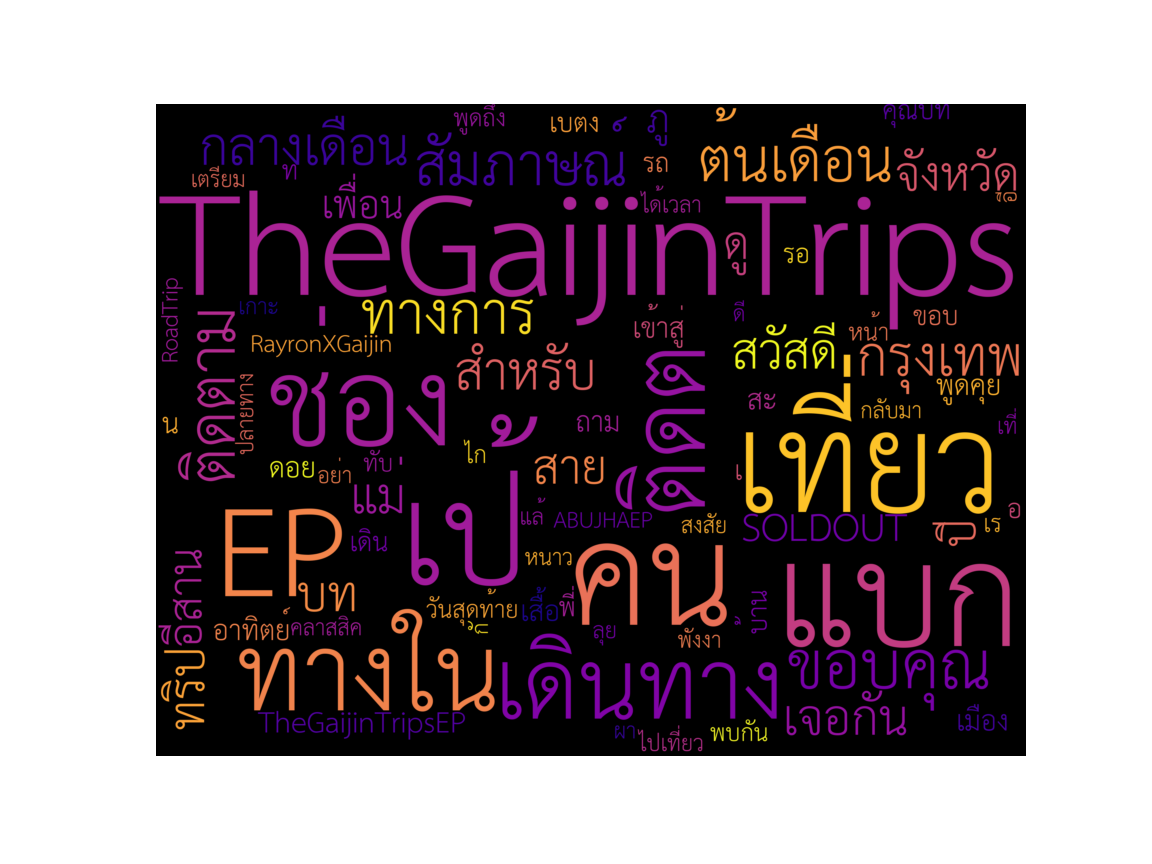 พูดถึง
เบตง
ภู
คุณบท
กลางเดือน
สัมภาษณ
รถ
ต้นเดือน
จังหวัด
เตรียม
ท
เพื่อน
ได้เวลา
TheGaijinTrips
ดู
รอ
RoadTrip
เกาะ
ทางการ
เข้าสู่
ดี
หน้า
ขอบ
ติดตาม
RayronXGaijin
สำหรับ
สวัสดี
กรุงเทพ
ช่อง
ติดด
พูดคุย
ปลายทาง
สะ
กลับมา
น
ถาม
เที่ยว
เที่
ดอย
อย่า
ทับ
ไก
สาย
แม่
เป้
แล้
ABUJHAEP
สงสัย
SOLDOUT
เร
อ
EP
เดิน
หนาว
คน
แบก
อีสาน
บท
วันสุดท้าย
เสื้อ
พี่
บ้าน
อาทิตย์
คลาสสิค
ลุย
พังงา
ทริป
ทางใน
เดินทาง
ขอบคุณ
TheGaijinTripsEP
ผา
ไปเที่ยว
พบกัน
เจอกัน
เมือง